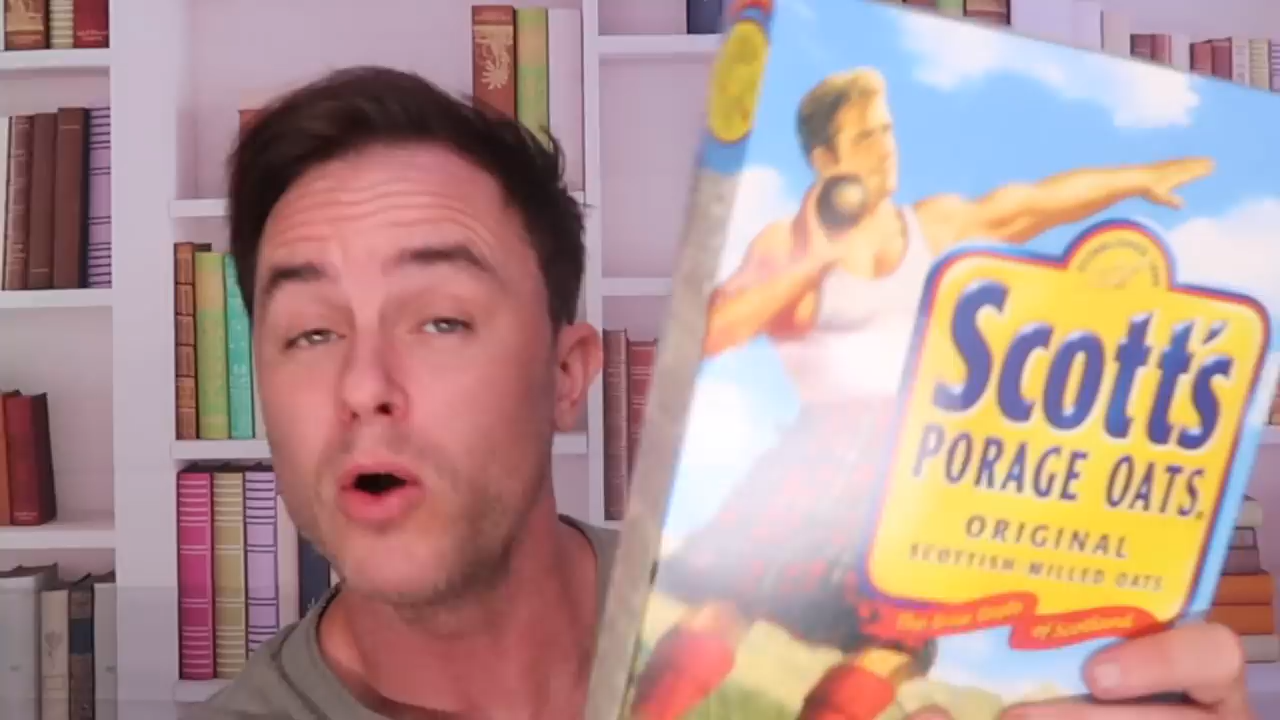 Scott's
PORAGE OATS
ORIGINAL
SCOTTISH MILLED OATS
of Scotland